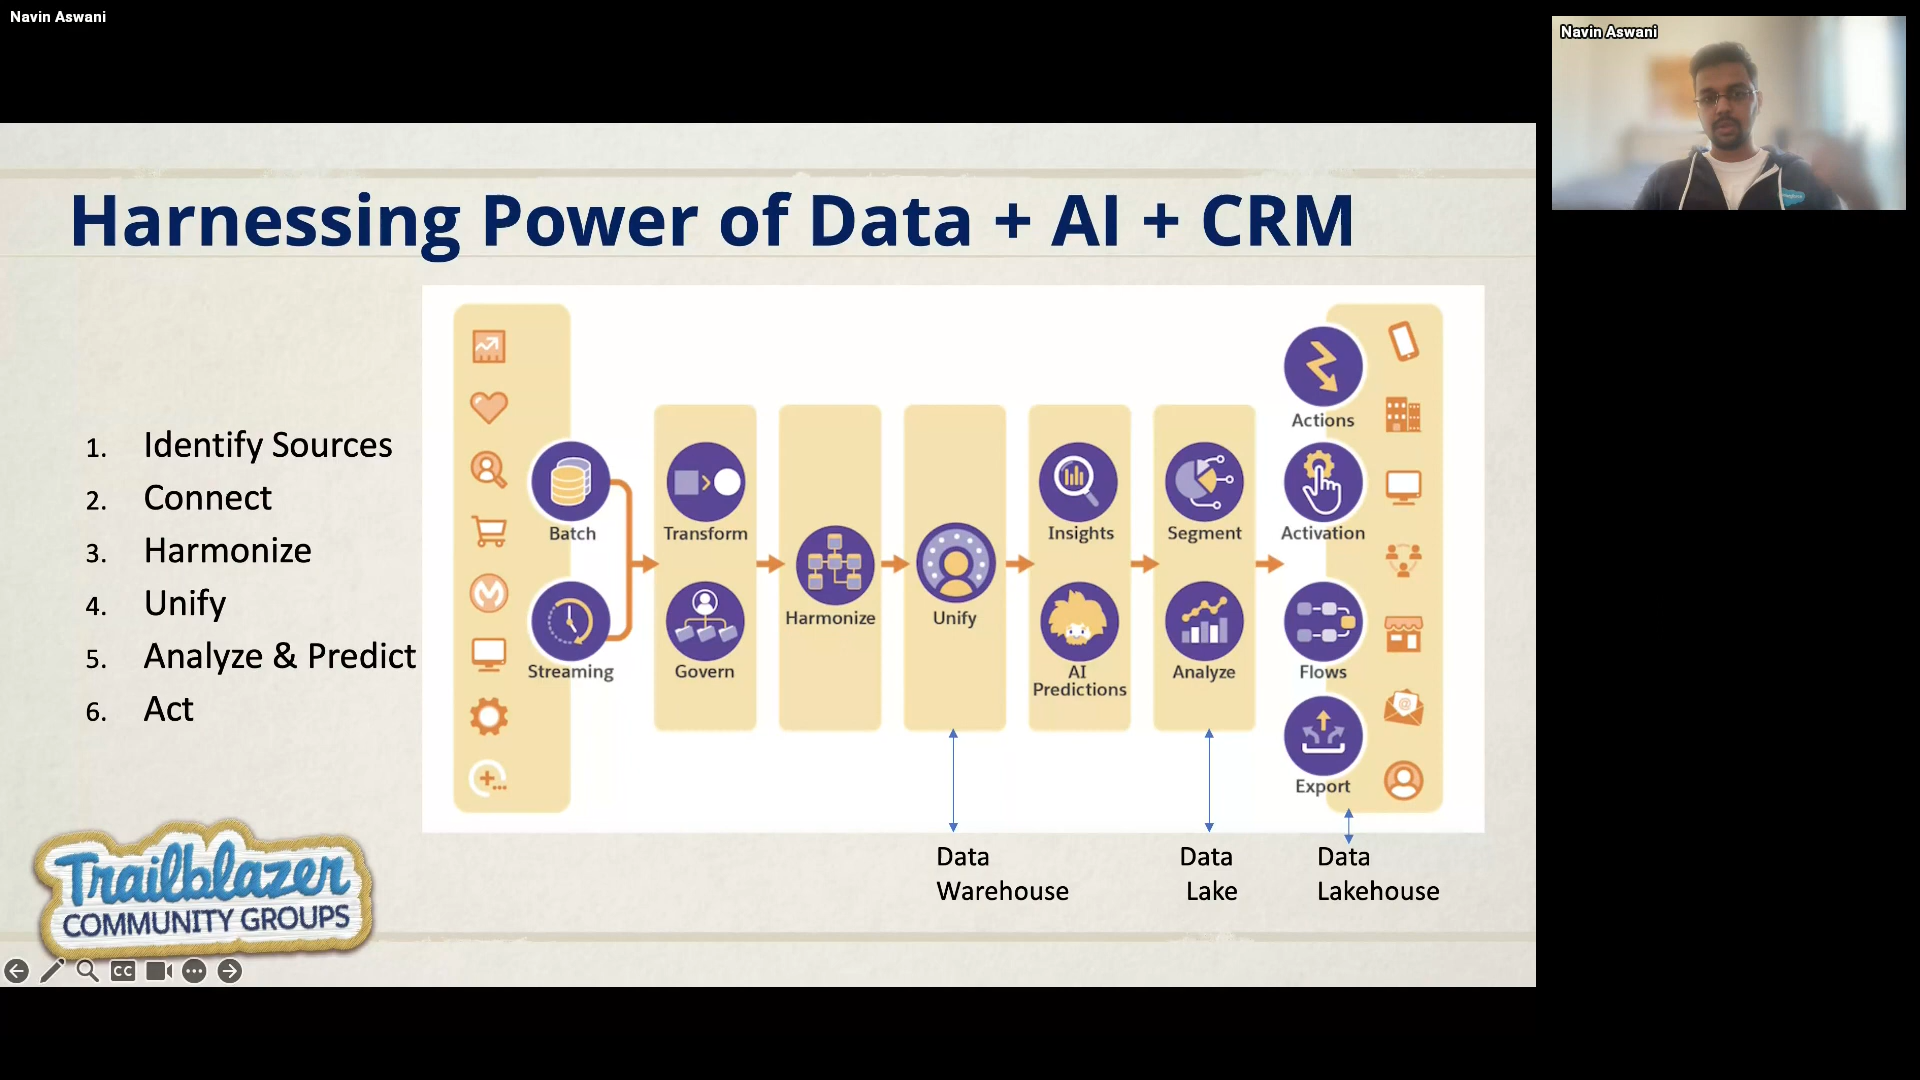 Navin Aswani
Navin Aswani
Harnessing Power of Data + AI + CRM
1. Identify Sources
2. Connect
3. Harmonize
4. Unify
5. Analyze & Predict
6. Act
Batch
Streaming
Transform
Govern
Harmonize
Unify
Insights
AI
Predictions
Segment
Analyze
Actions
Activation
Flows
Export
Data
Warehouse
Data
Lake
Data
Lakehouse
Trailblazer
COMMUNITY GROUPS
CC